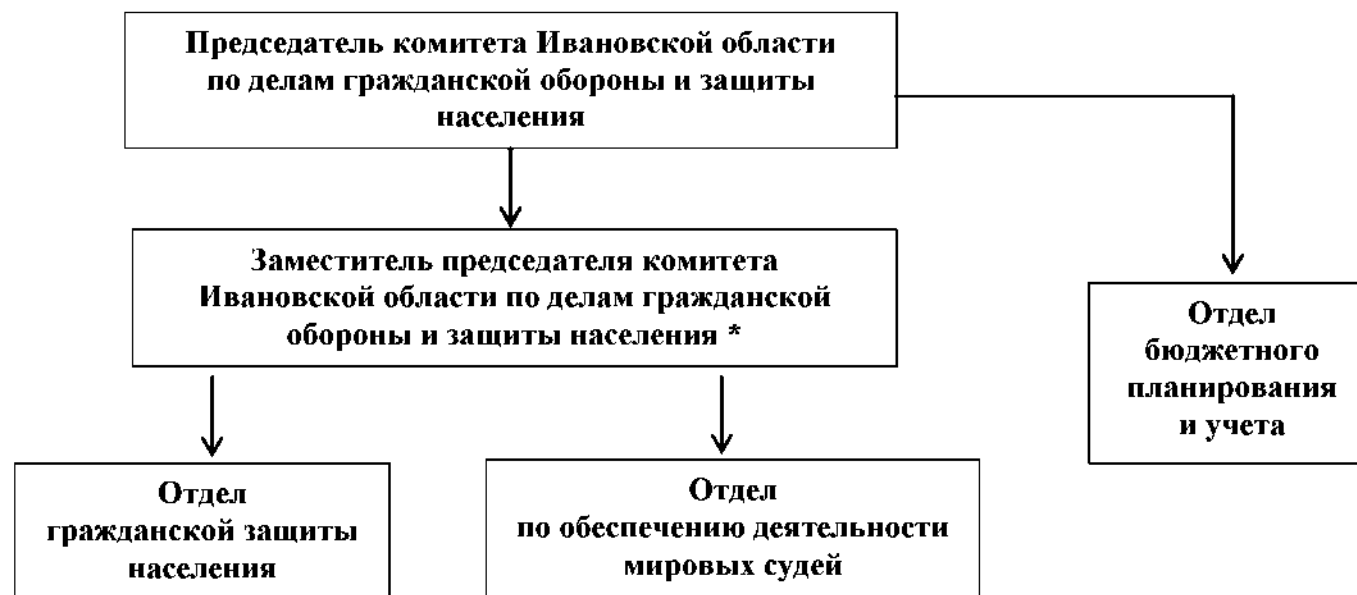 Председатель комитета Ивановской области
по делам гражданской обороны и защиты
населения
Заместитель председателя комитета
Ивановской области по делам гражданской
обороны и защиты населения *
Отдел
бюджетного
планирования
и учета
Отдел
гражданской защиты
населения
Отдел
по обеспечению деятельности
мировых судей